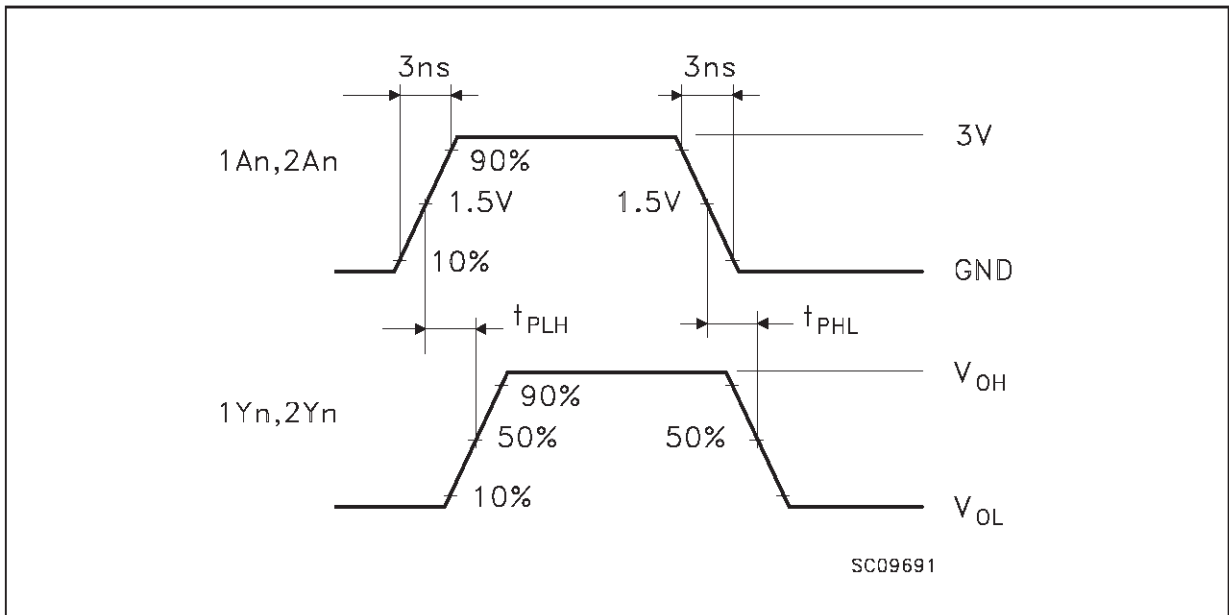 3ns 3ns
3V
1An,2An
90%
1.5V 1.5V
10%
GND
tPLH tPHL
VOH
90%
1Yn,2Yn
50% 50%
10%
VOL
SC09691